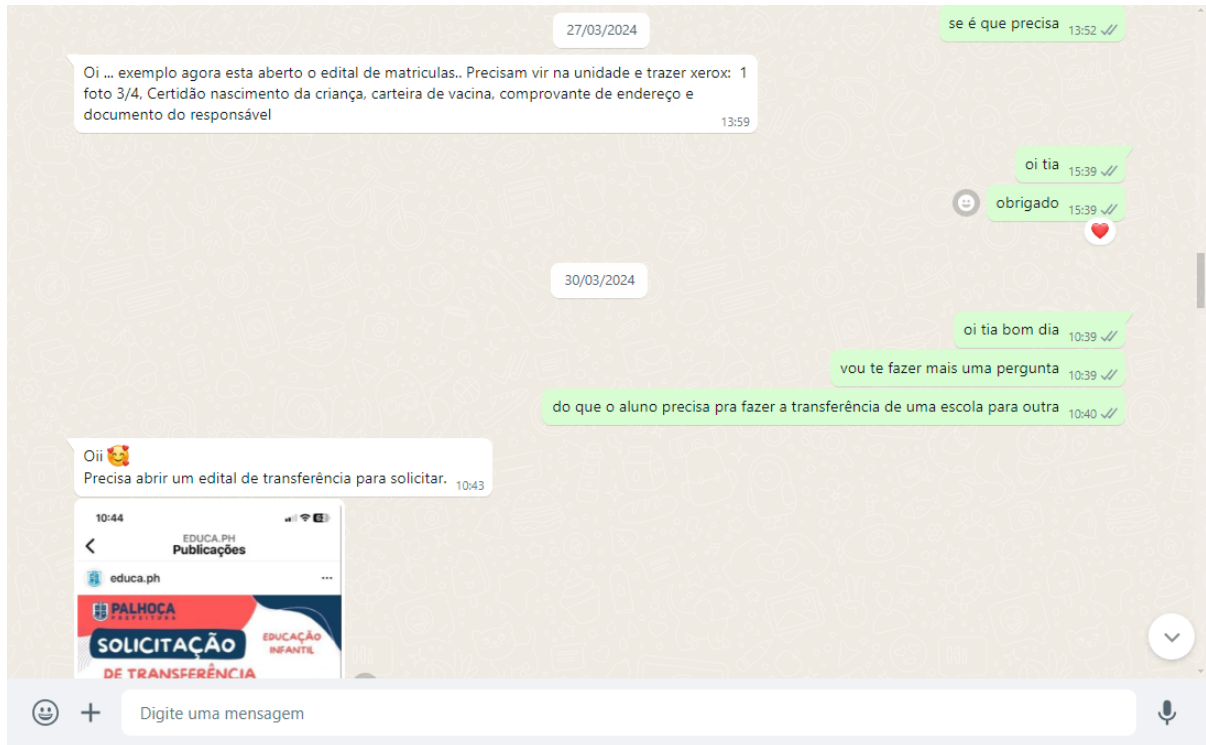 se é que precisa 13:52
27/03/2024
Oi ... exemplo agora esta aberto o edital de matriculas.. Precisam vir na unidade e trazer xerox: 1
foto 3/4, Certidão nascimento da criança, carteira de vacina, comprovante de endereço e
documento do responsável
13:59
oi tia 15:39
obrigado 15:39
30/03/2024
oi tia bom dia 10:39
vou te fazer mais uma pergunta 10:39
do que o aluno precisa pra fazer a transferência de uma escola para outra 10:40
Oii
Precisa abrir um edital de transferência para solicitar. 10:43
10:44
EDUCA.PH
Publicações
educa.ph
PALHOÇA
PREFEITURA
SOLICITAÇÃO
EDUCAÇÃO
INFANTIL
DE TRANSFERÊNCIA
Digite uma mensagem